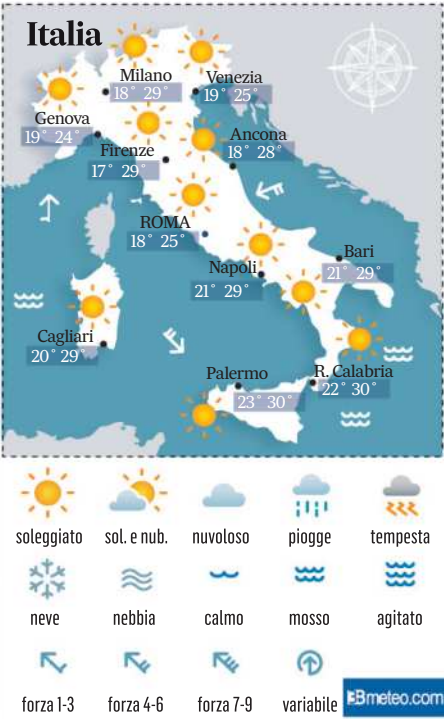 Italia
Milano
18° 29°
Venezia
19° 25°
Genova
19° 24°
Firenze
17° 29°
Ancona
18° 28°
ROMA
18° 25°
Napoli
21° 29°
Bari
21° 29°
Cagliari
20° 29°
Palermo
23° 30°
R. Calabria
22° 30°
soleggiato sol. e nub. nuvoloso piogge tempesta
neve nebbia calmo mosso agitato
forza 1-3 forza 4-6 forza 7-9 variabile
3Bmeteo.com